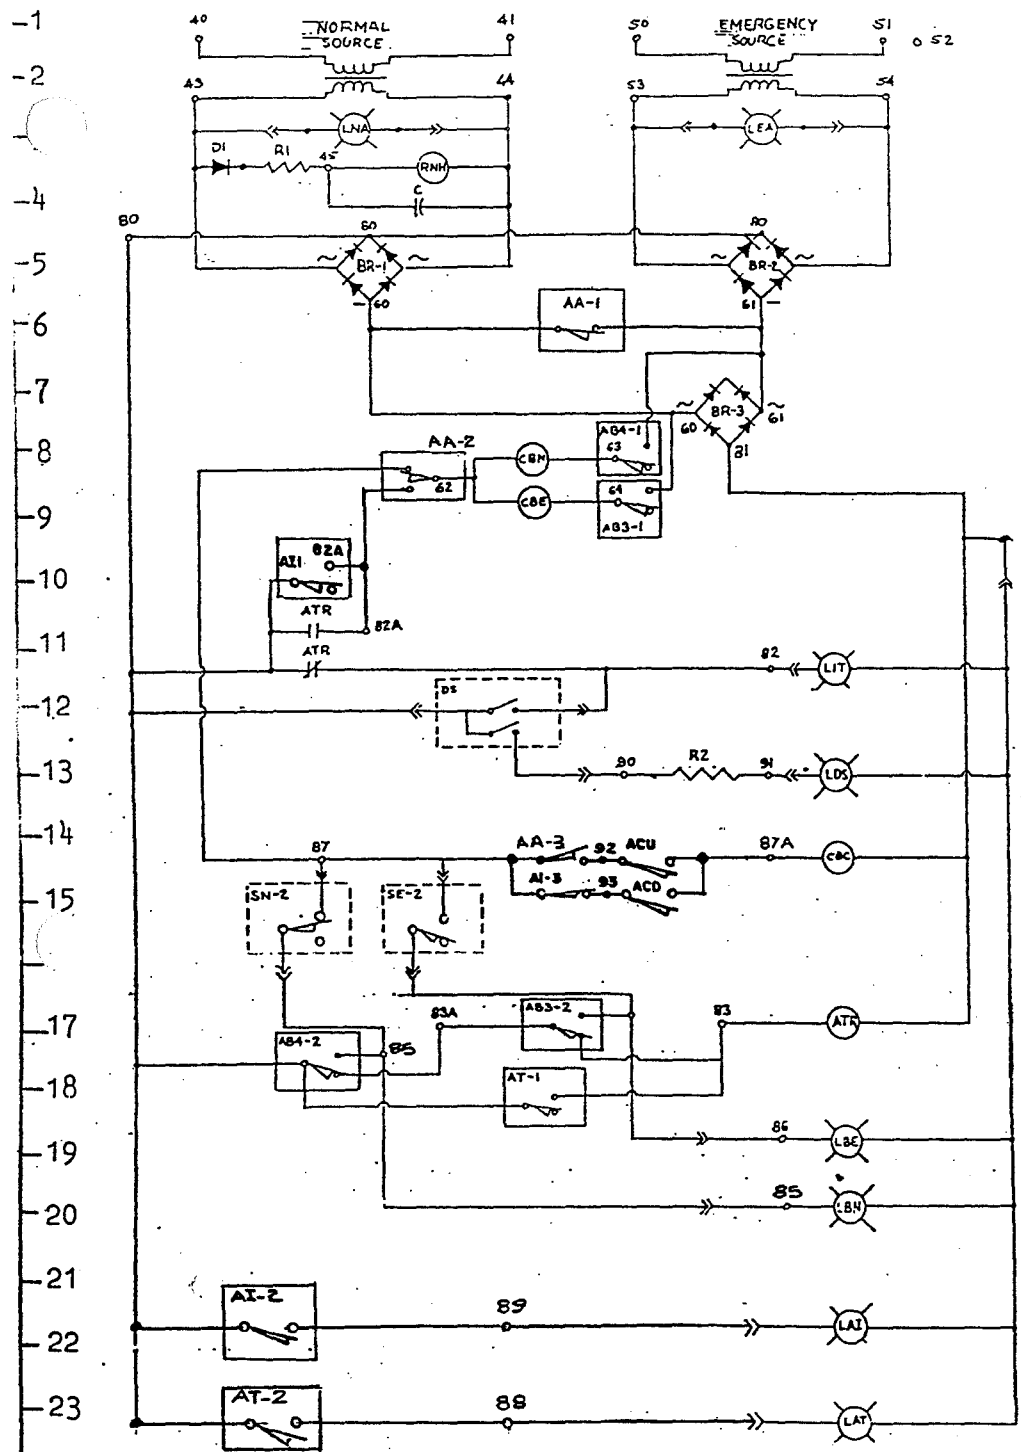 -1
40
NORMAL
SOURCE
41
50
EMERGENCY
SOURCE
51
52
-2
43
44
53
54
LNA
LEA
D1
R1
45
RNH
C
-4
80
80
80
-5
~
BR-1
~
~
BR-2
~
-
60
61
-
AA-1
-6
-7
~
BR-3
~
60
61
81
-8
AA-2
CBN
AB4-1
63
62
CBE
64
AB3-1
-9
82A
AI1
-10
ATR
82A
-11
ATR
82
LIT
DS
-12
-13
90
R2
91
LDS
-14
87
AA-3
92
ACU
87A
CBC
AI-3
93
ACD
-15
SN-2
SE-2
-17
83A
AB3-2
83
ATR
AB4-2
85
-18
AT-1
-19
86
LBE
-20
85
LBN
-21
AI-2
89
LAI
-22
AT-2
88
LAT
-23